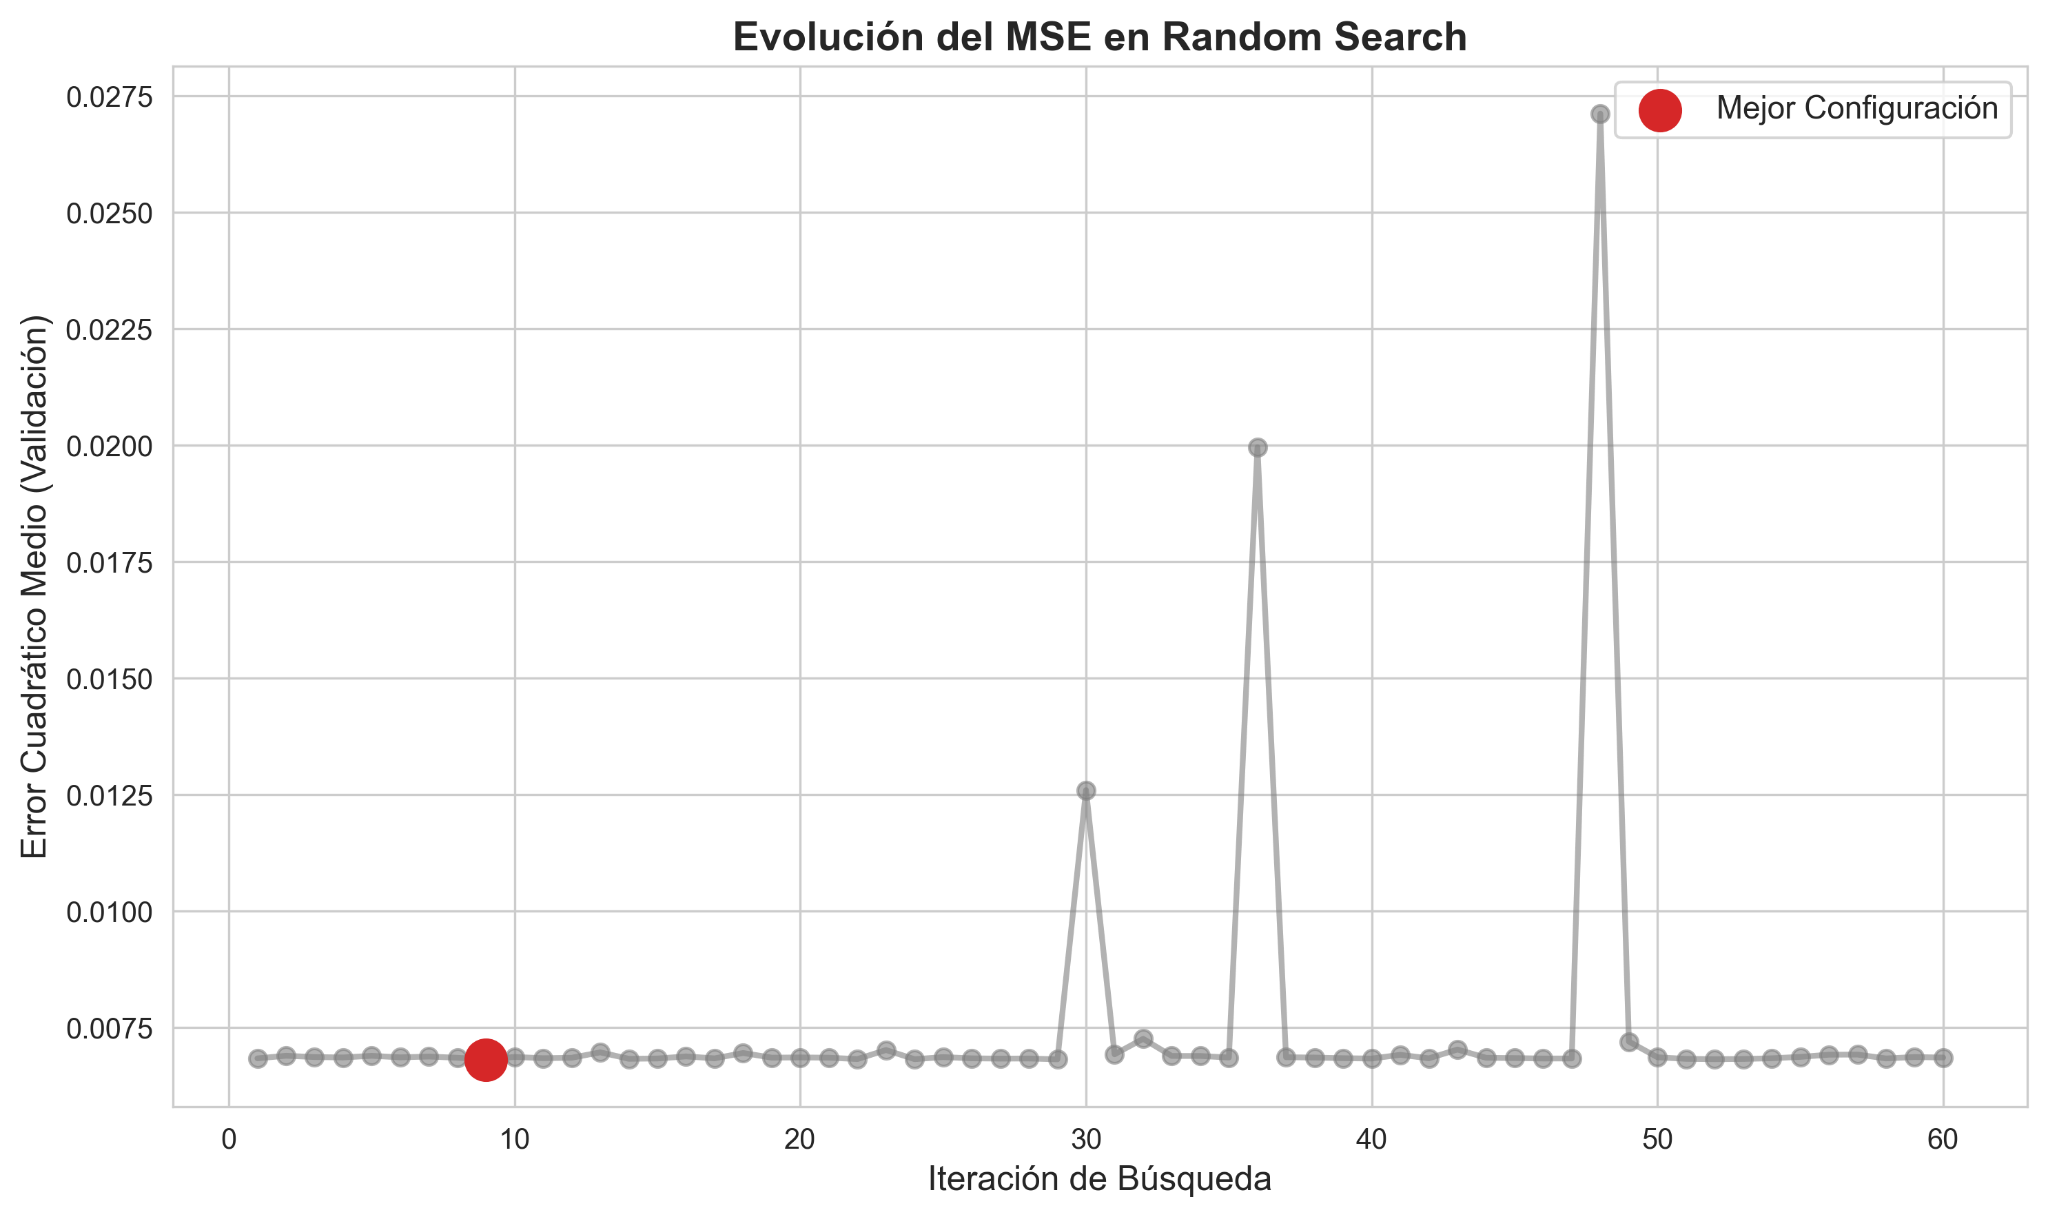 Evolución del MSE en Random Search
Mejor Configuración
Error Cuadrático Medio (Validación)
0.0275
0.0250
0.0225
0.0200
0.0175
0.0150
0.0125
0.0100
0.0075
0 10 20 30 40 50 60
Iteración de Búsqueda